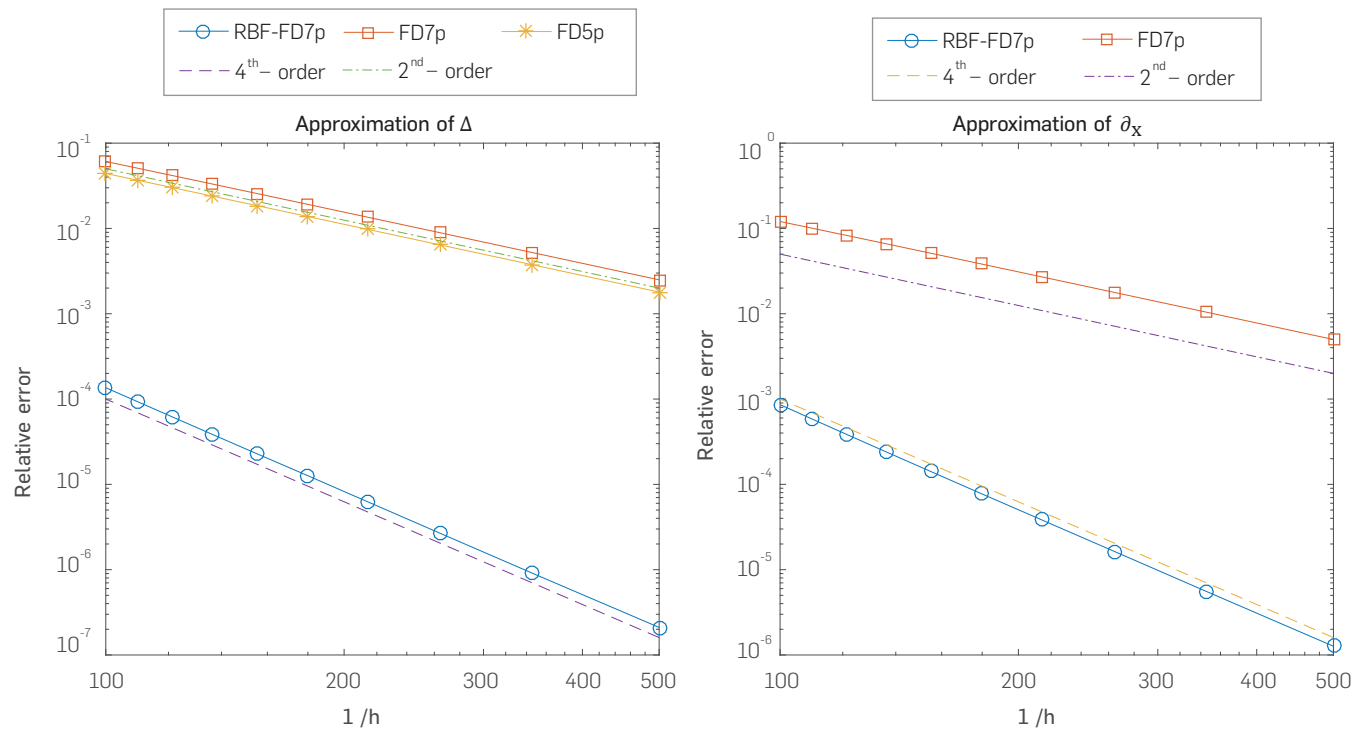 RBF-FD7p FD7p FD5p
4th – order 2nd – order
Approximation of Δ
10-1
10-2
10-3
10-4
10-5
10-6
10-7
Relative error
100 200 300 400 500
1 /h
RBF-FD7p FD7p
4th – order 2nd – order
Approximation of ∂x
100
10-1
10-2
10-3
10-4
10-5
10-6
Relative error
100 200 300 400 500
1 /h